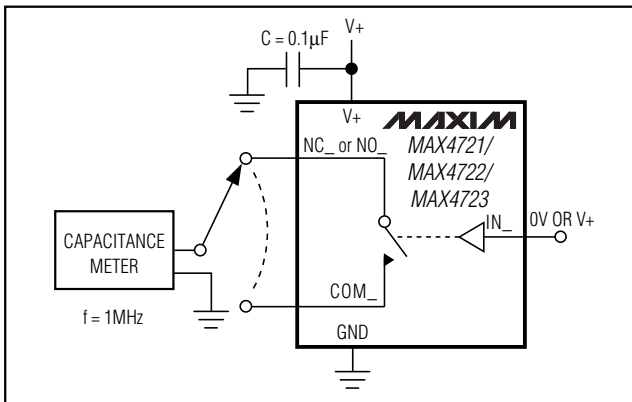 V+
C = 0.1μF
V+
MAXIM
NC_ or NO_
MAX4721/
MAX4722/
MAX4723
IN_
0V OR V+
CAPACITANCE
METER
COM_
f = 1MHz
GND